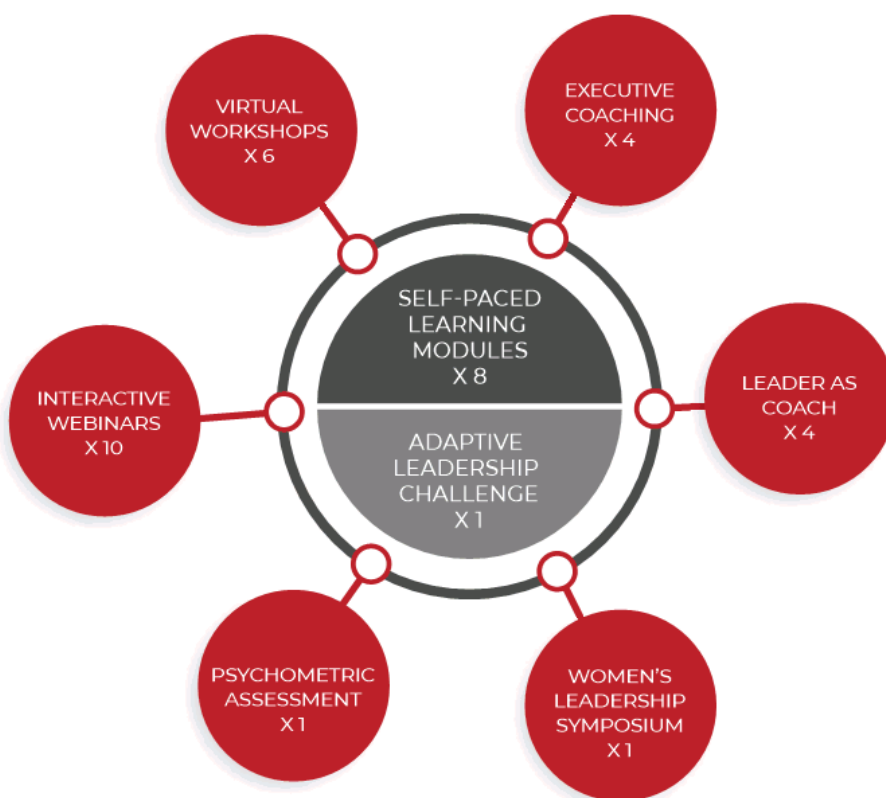 VIRTUAL
WORKSHOPS
X 6
EXECUTIVE
COACHING
X 4
SELF-PACED
LEARNING
MODULES
X 8
INTERACTIVE
WEBINARS
X 10
LEADER AS
COACH
X 4
ADAPTIVE
LEADERSHIP
CHALLENGE
X 1
PSYCHOMETRIC
ASSESSMENT
X 1
WOMEN'S
LEADERSHIP
SYMPOSIUM
X 1